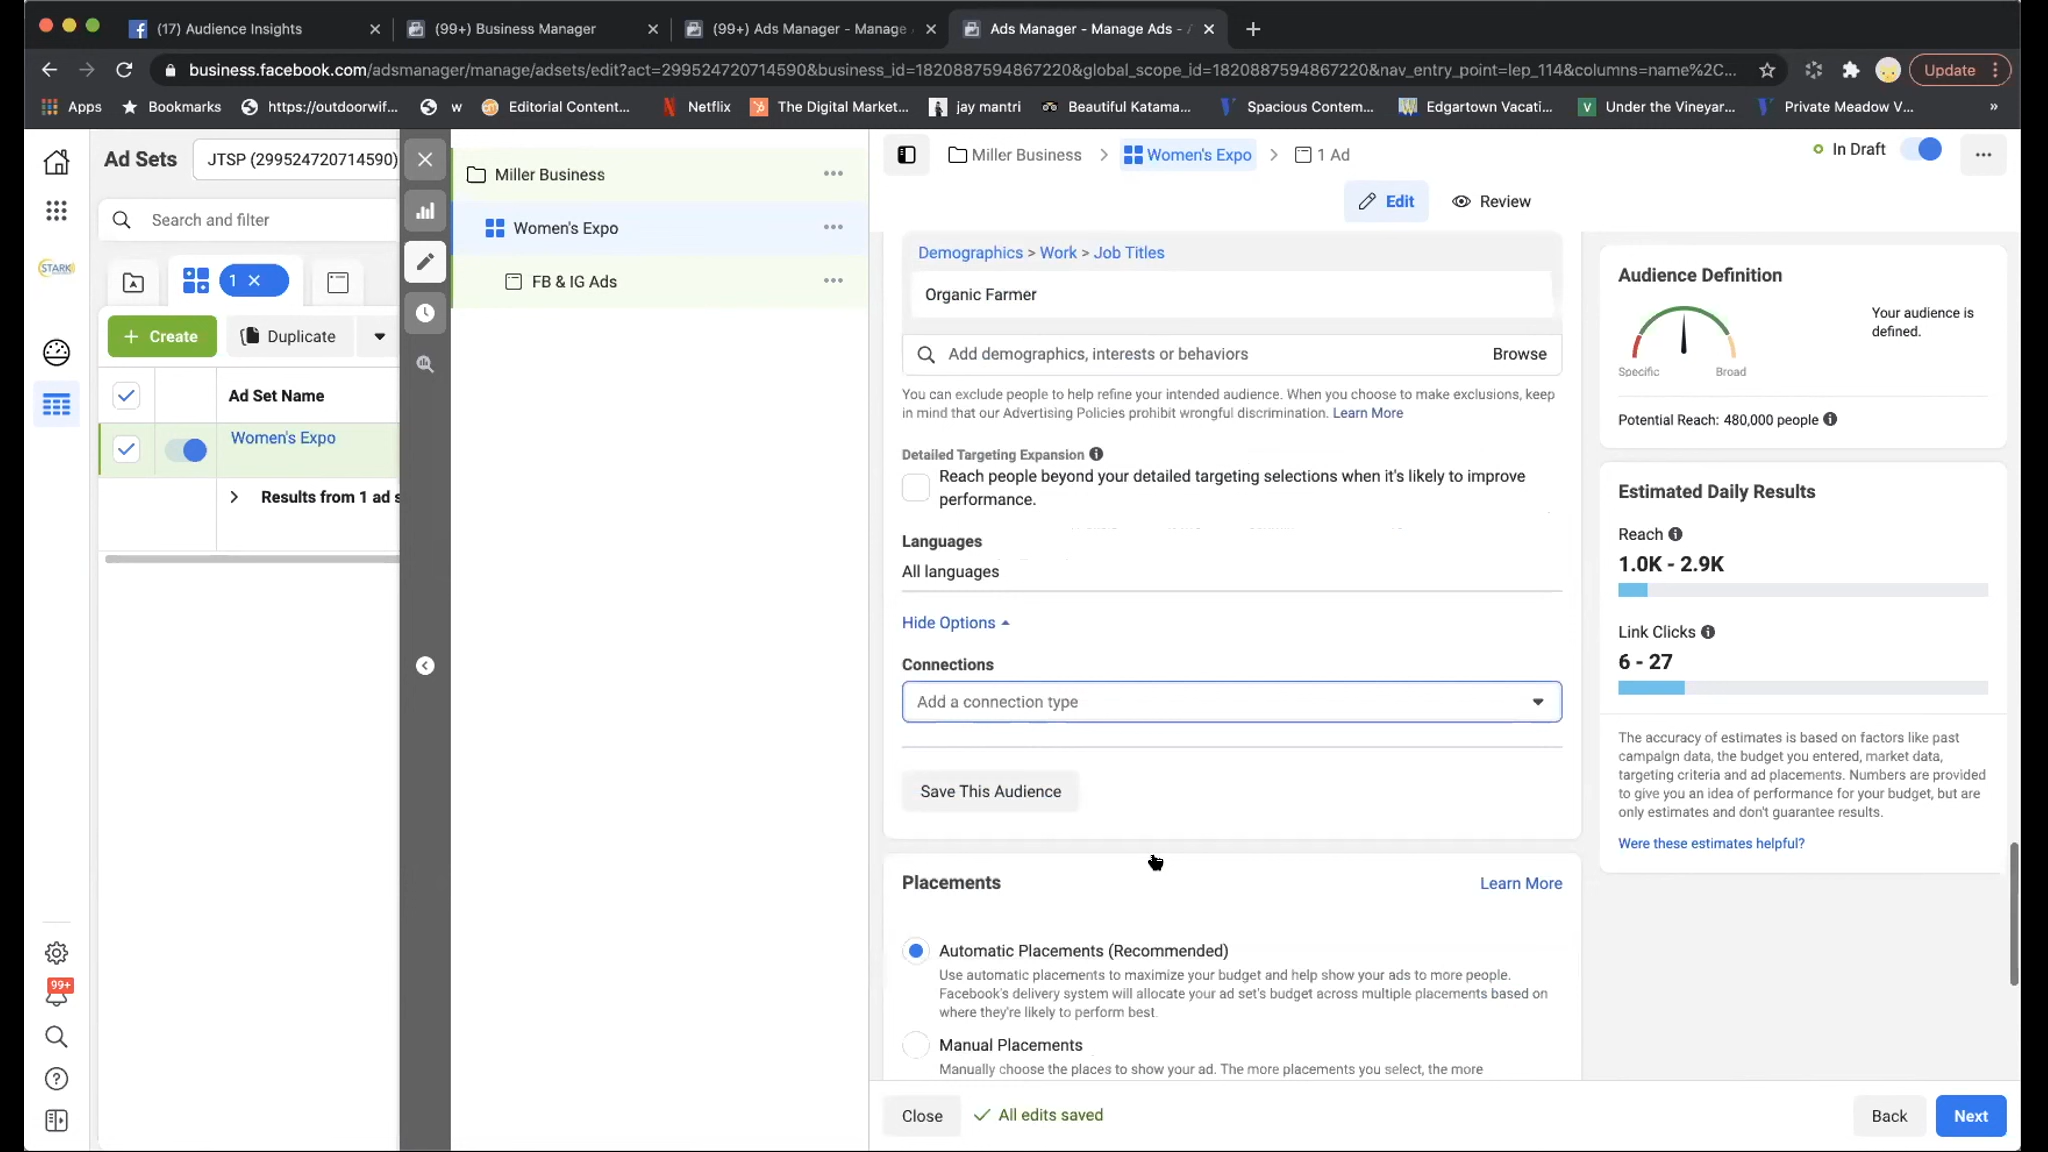 (17) Audience Insights
(99+) Business Manager
(99+) Ads Manager - Manage
Ads Manager - Manage Ads -
business.facebook.com/adsmanager/manage/adsets/edit?act=299524720714590&business_id=1820887594867220&global_scope_id=1820887594867220&nav_entry_point=lep_114&columns=name%2C...
Update
Apps
Bookmarks
https://outdoorwif...
w
Editorial Content...
Netflix
The Digital Market...
jay mantri
Beautiful Katama...
Spacious Contem...
Edgartown Vacati...
Under the Vineyar...
Private Meadow V...
»
Ad Sets
JTSP (299524720714590)
Search and filter
STARK
1
+ Create
Duplicate
Ad Set Name
Women's Expo
Results from 1 ad s
99+
Miller Business
Women's Expo
FB & IG Ads
Miller Business > Women's Expo > 1 Ad
In Draft
Edit
Review
Demographics > Work > Job Titles
Organic Farmer
Add demographics, interests or behaviors
Browse
You can exclude people to help refine your intended audience. When you choose to make exclusions, keep
in mind that our Advertising Policies prohibit wrongful discrimination. Learn More
Detailed Targeting Expansion
Reach people beyond your detailed targeting selections when it's likely to improve
performance.
Languages
All languages
Hide Options
Connections
Add a connection type
Save This Audience
Placements
Learn More
Automatic Placements (Recommended)
Use automatic placements to maximize your budget and help show your ads to more people.
Facebook's delivery system will allocate your ad set's budget across multiple placements based on
where they're likely to perform best.
Manual Placements
Manually choose the places to show your ad. The more placements you select, the more
Close
All edits saved
Back
Next
Audience Definition
Your audience is
defined.
Specific
Broad
Potential Reach: 480,000 people
Estimated Daily Results
Reach
1.0K - 2.9K
Link Clicks
6 - 27
The accuracy of estimates is based on factors like past
campaign data, the budget you entered, market data,
targeting criteria and ad placements. Numbers are provided
to give you an idea of performance for your budget, but are
only estimates and don't guarantee results.
Were these estimates helpful?